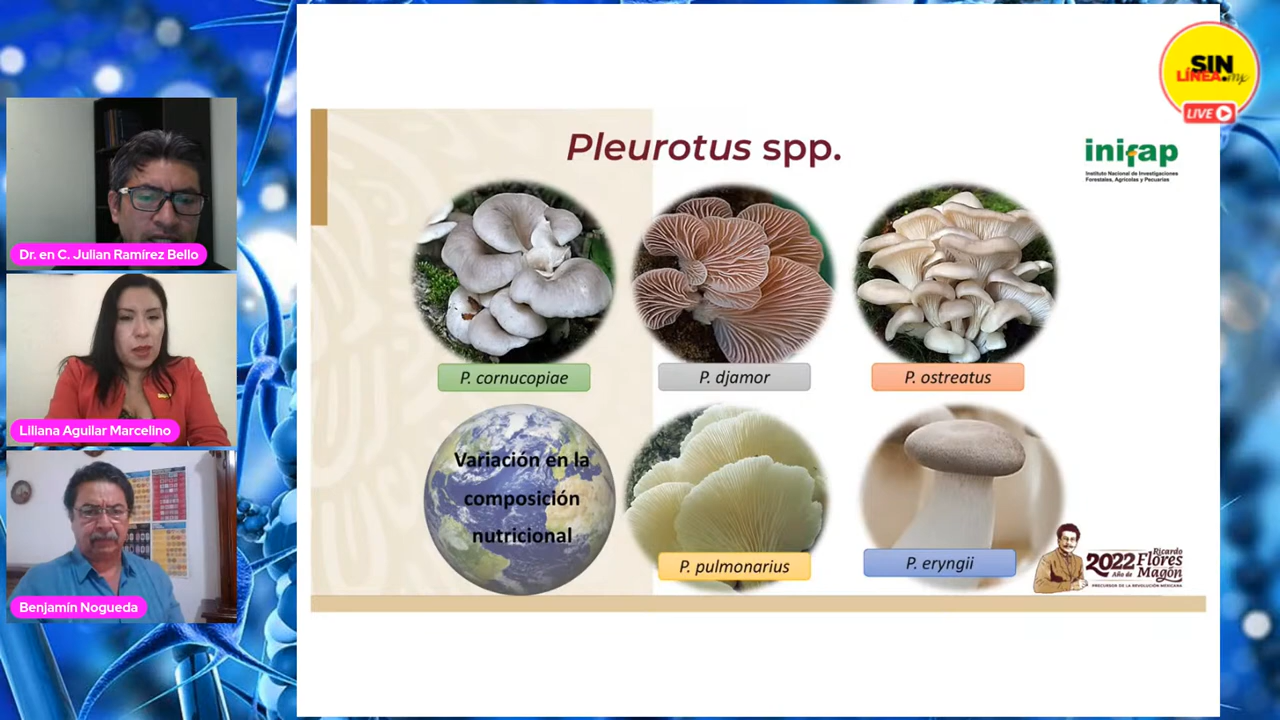 Dr. en C. Julian Ramírez Bello
Liliana Aguilar Marcelino
Benjamín Nogueda
Pleurotus spp.
P. cornucopiae
P. djamor
P. ostreatus
Variación en la
composición
nutricional
P. pulmonarius
P. eryngii
inifap
Instituto Nacional de Investigaciones
Forestales, Agrícolas y Pecuarias
SIN
LÍNEA.mx
LIVE
2022 Ricardo
Flores
Año de Magón
PRECURSOR DE LA REVOLUCIÓN MEXICANA